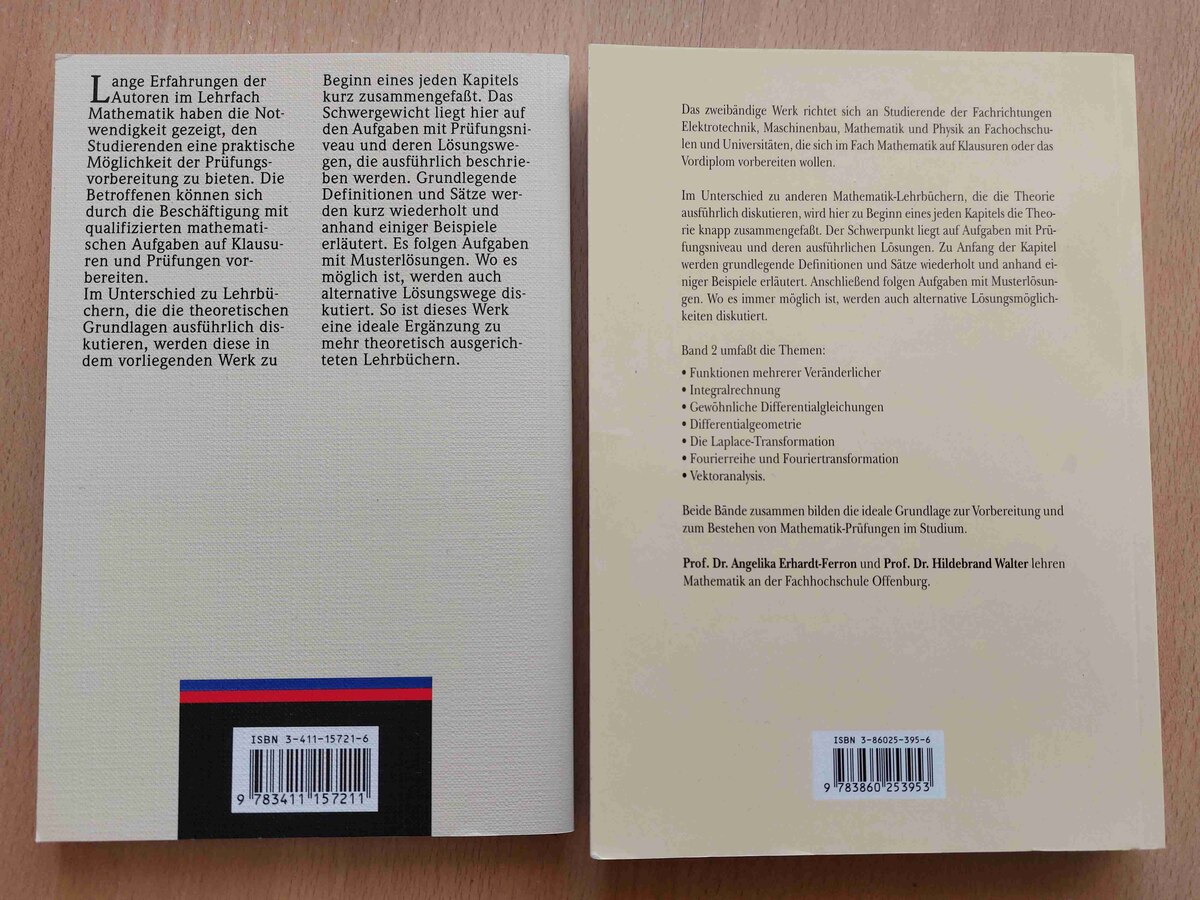 Lange Erfahrungen der
Autoren im Lehrfach
Mathematik haben die Not-
wendigkeit gezeigt, den
Studierenden eine praktische
Möglichkeit der Prüfungs-
vorbereitung zu bieten. Die
Betroffenen können sich
durch die Beschäftigung mit
qualifizierten mathemati-
schen Aufgaben auf Klausu-
ren und Prüfungen vor-
bereiten.
Im Unterschied zu Lehrbü-
chern, die die theoretischen
Grundlagen ausführlich dis-
kutieren, werden diese in
dem vorliegenden Werk zu
Beginn eines jeden Kapitels
kurz zusammengefaßt. Das
Schwergewicht liegt hier auf
den Aufgaben mit Prüfungsni-
veau und deren Lösungswe-
gen, die ausführlich beschrie-
ben werden. Grundlegende
Definitionen und Sätze wer-
den kurz wiederholt und
anhand einiger Beispiele
erläutert. Es folgen Aufgaben
mit Musterlösungen. Wo es
möglich ist, werden auch
alternative Lösungswege dis-
kutiert. So ist dieses Werk
eine ideale Ergänzung zu
mehr theoretisch ausgerich-
teten Lehrbüchern.
ISBN 3-411-15721-6
9 783411 157211
Das zweibändige Werk richtet sich an Studierende der Fachrichtungen
Elektrotechnik, Maschinenbau, Mathematik und Physik an Fachochschu-
len und Universitäten, die sich im Fach Mathematik auf Klausuren oder das
Vordiplom vorbereiten wollen.
Im Unterschied zu anderen Mathematik-Lehrbüchern, die die Theorie
ausführlich diskutieren, wird hier zu Beginn eines jeden Kapitels die Theo-
rie knapp zusammengefaßt. Der Schwerpunkt liegt auf Aufgaben mit Prü-
fungsniveau und deren ausführlichen Lösungen. Zu Anfang der Kapitel
werden grundlegende Definitionen und Sätze wiederholt und anhand ei-
niger Beispiele erläutert. Anschließend folgen Aufgaben mit Musterlösun-
gen. Wo es immer möglich ist, werden auch alternative Lösungsmöglich-
keiten diskutiert.
Band 2 umfaßt die Themen:
• Funktionen mehrerer Veränderlicher
• Integralrechnung
• Gewöhnliche Differentialgleichungen
• Differentialgeometrie
• Die Laplace-Transformation
• Fourierreihe und Fouriertransformation
• Vektoranalysis.
Beide Bände zusammen bilden die ideale Grundlage zur Vorbereitung und
zum Bestehen von Mathematik-Prüfungen im Studium.
Prof. Dr. Angelika Erhardt-Ferron und Prof. Dr. Hildebrand Walter lehren
Mathematik an der Fachhochschule Offenburg.
ISBN 3-86025-395-6
9 783860 253953